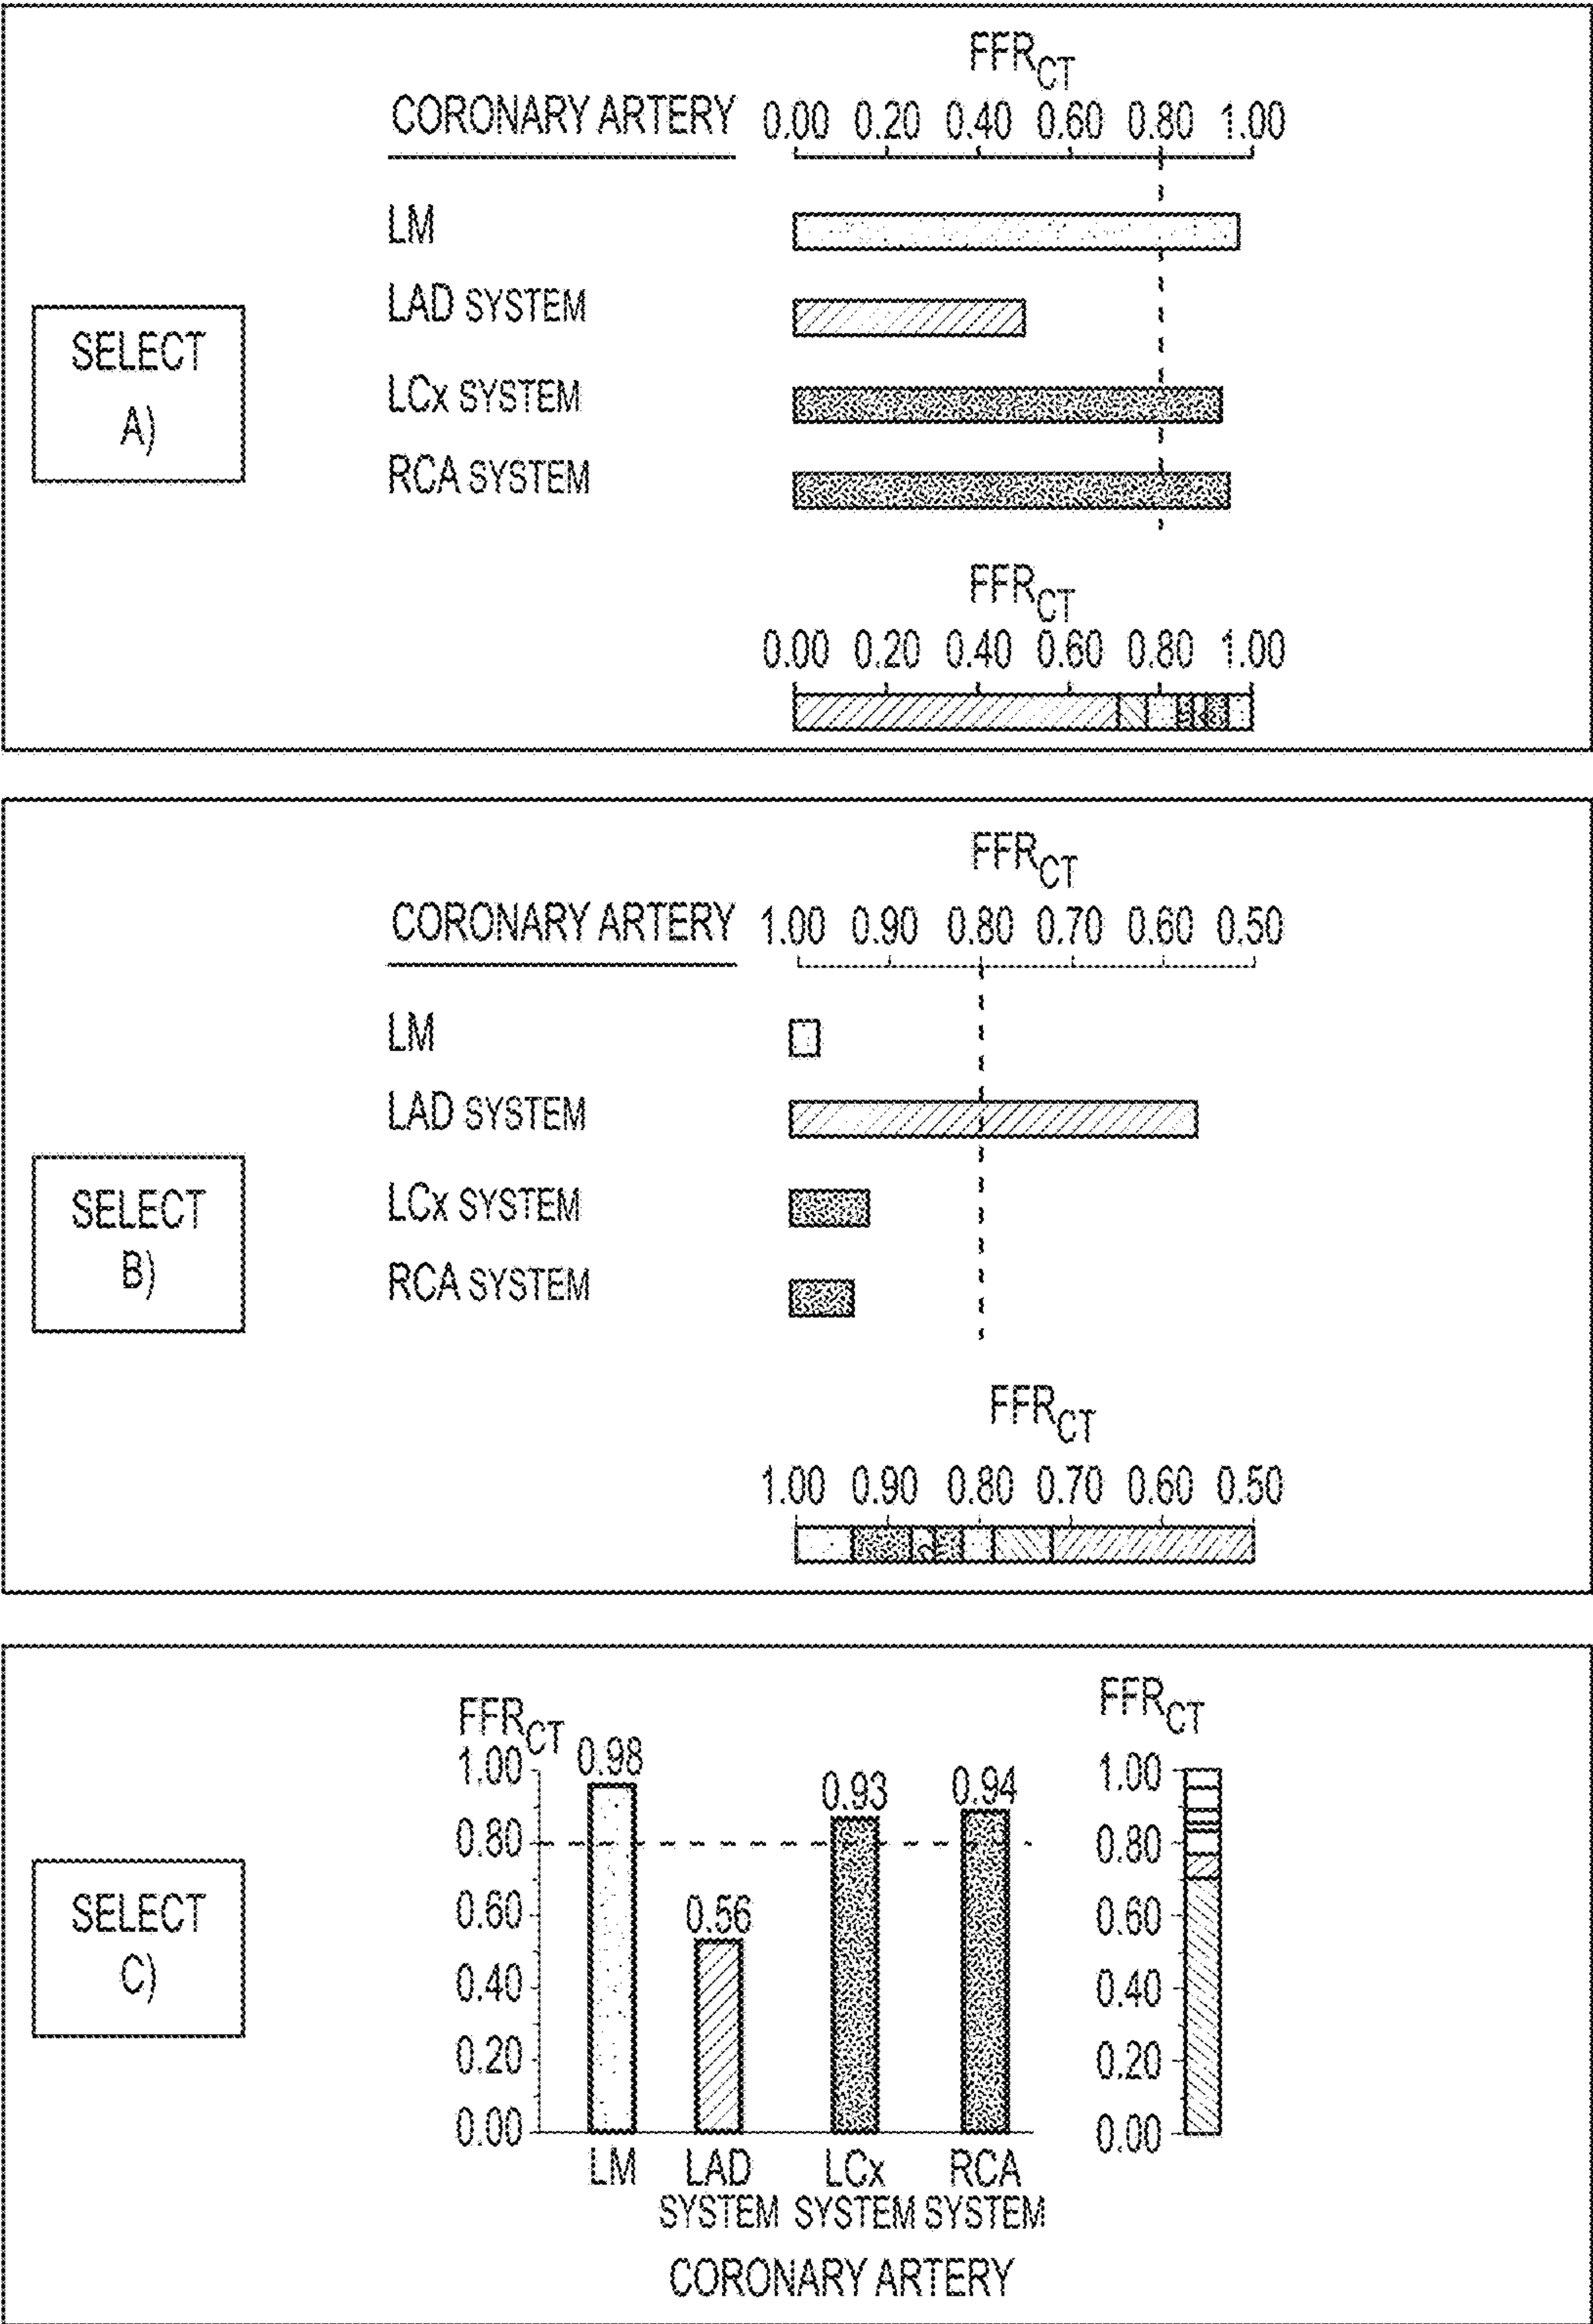 FFRCT
CORONARY ARTERY 0.00 0.20 0.40 0.60 0.80 1.00
LM
LAD SYSTEM
SELECT
A)
LCx SYSTEM
RCA SYSTEM
FFRCT
0.00 0.20 0.40 0.60 0.80 1.00
FFRCT
CORONARY ARTERY 1.00 0.90 0.80 0.70 0.60 0.50
LM
LAD SYSTEM
SELECT
B)
LCx SYSTEM
RCA SYSTEM
FFRCT
1.00 0.90 0.80 0.70 0.60 0.50
SELECT
C)
FFRCT
1.00
0.80
0.60
0.40
0.20
0.00
0.98
0.56
0.93
0.94
LM
LAD SYSTEM
LCx SYSTEM
RCA SYSTEM
CORONARY ARTERY
FFRCT
1.00
0.80
0.60
0.40
0.20
0.00